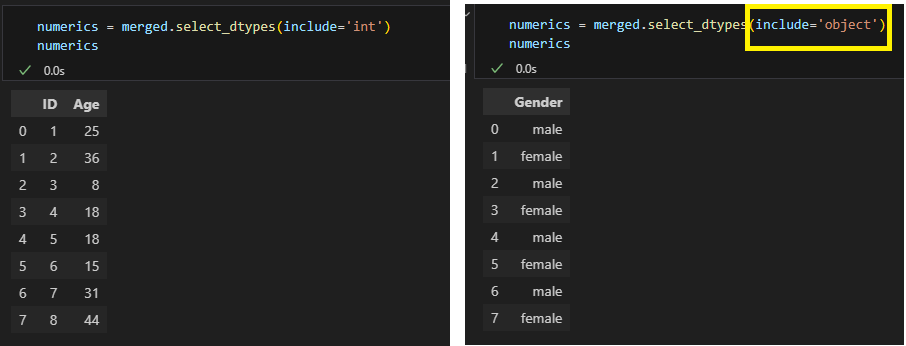 numerics = merged.select_dtypes(include='int')
numerics
0.0s
ID Age
0 1 25
1 2 36
2 3 8
3 4 18
4 5 18
5 6 15
6 7 31
7 8 44
numerics = merged.select_dtypes(include='object')
numerics
0.0s
Gender
0 male
1 female
2 male
3 female
4 male
5 female
6 male
7 female